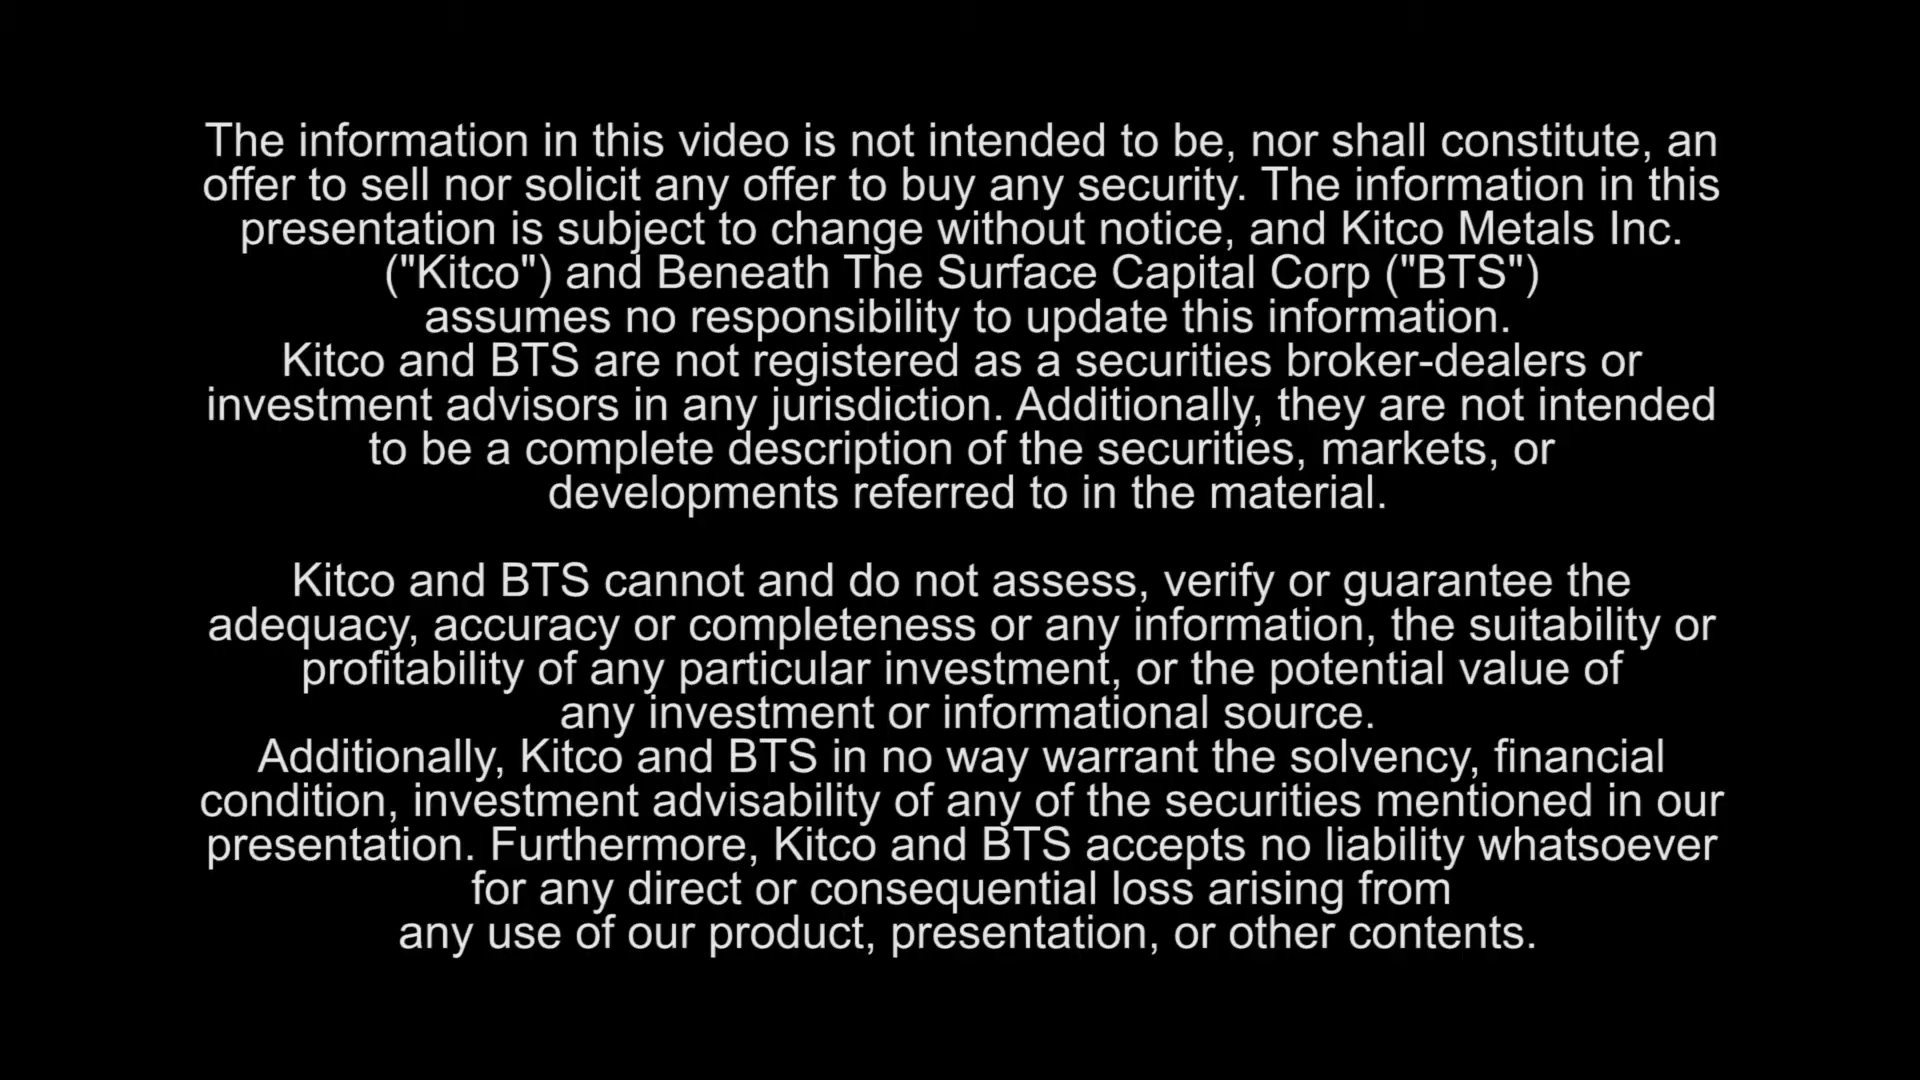 The information in this video is not intended to be, nor shall constitute, an
offer to sell nor solicit any offer to buy any security. The information in this
presentation is subject to change without notice, and Kitco Metals Inc.
("Kitco") and Beneath The Surface Capital Corp ("BTS")
assumes no responsibility to update this information.
Kitco and BTS are not registered as a securities broker-dealers or
investment advisors in any jurisdiction. Additionally, they are not intended
to be a complete description of the securities, markets, or
developments referred to in the material.
Kitco and BTS cannot and do not assess, verify or guarantee the
adequacy, accuracy or completeness or any information, the suitability or
profitability of any particular investment, or the potential value of
any investment or informational source.
Additionally, Kitco and BTS in no way warrant the solvency, financial
condition, investment advisability of any of the securities mentioned in our
presentation. Furthermore, Kitco and BTS accepts no liability whatsoever
for any direct or consequential loss arising from
any use of our product, presentation, or other contents.